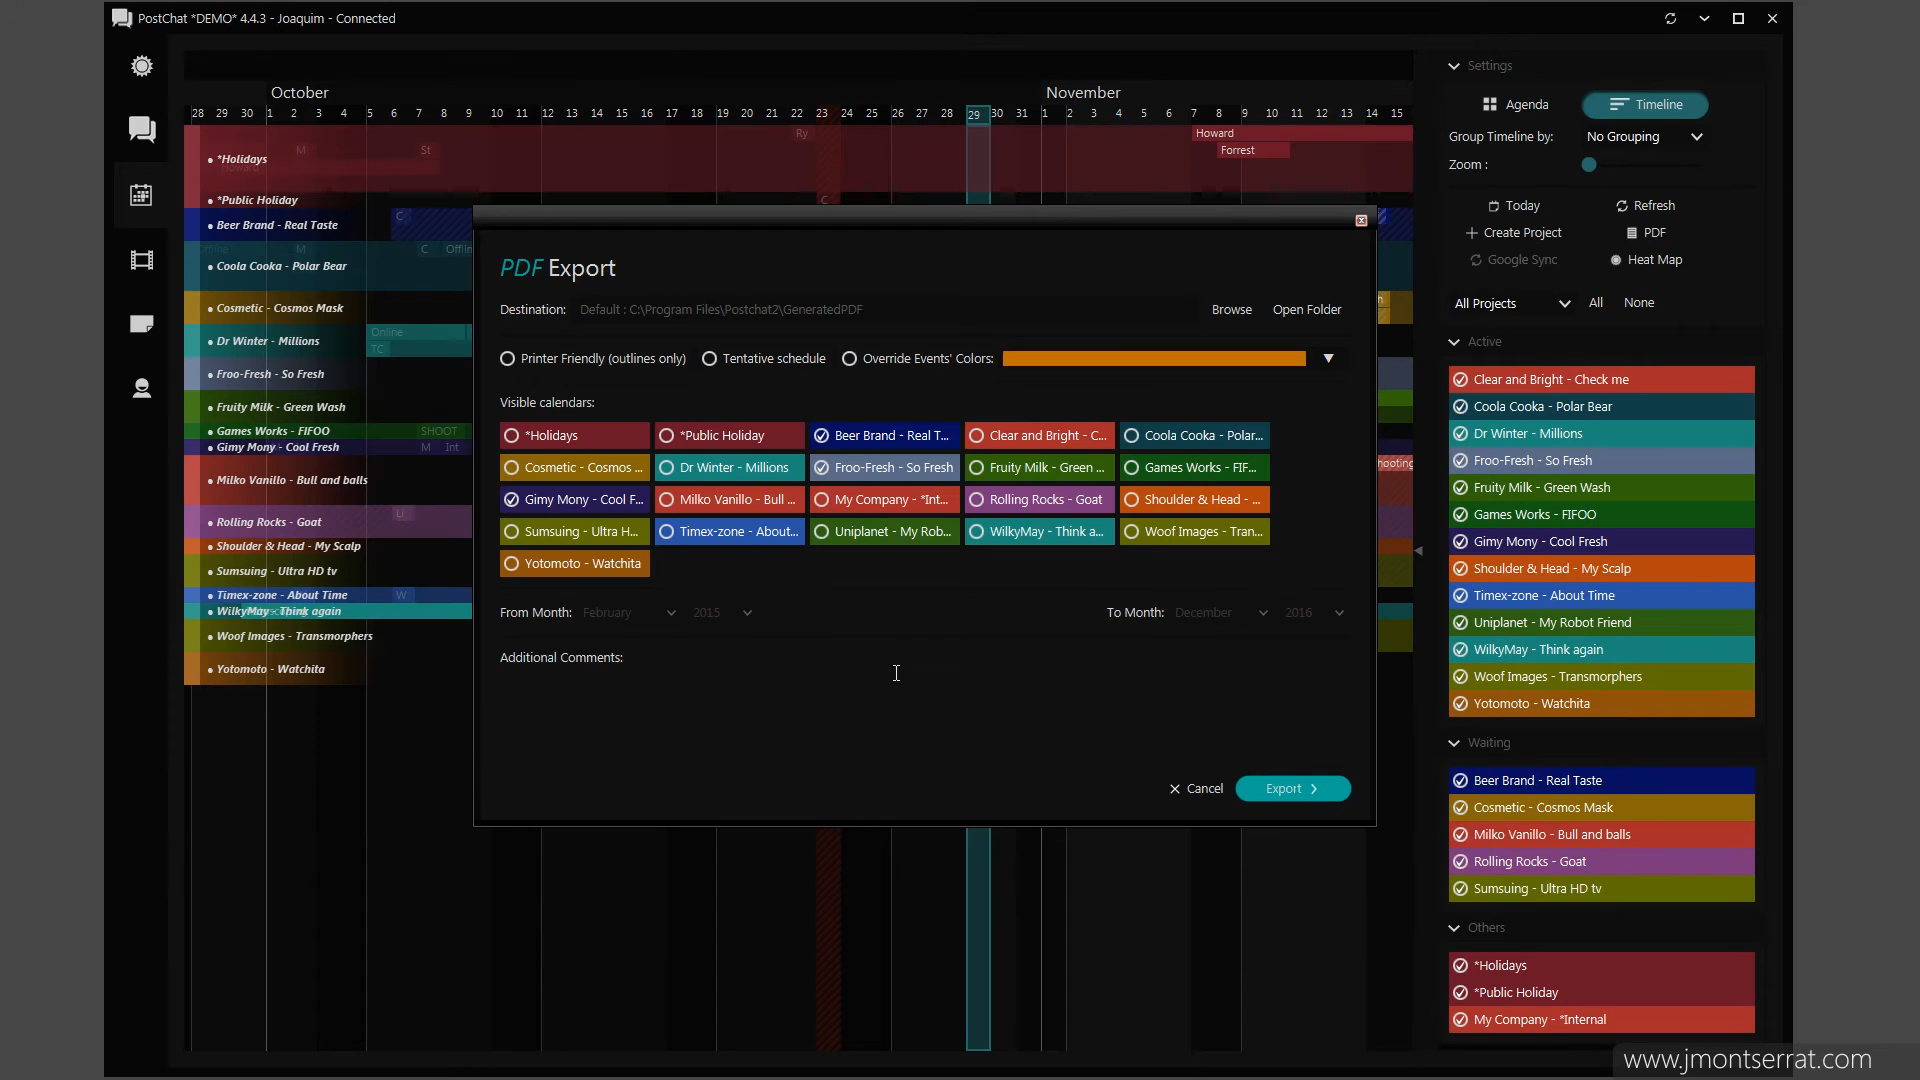 PostChat *DEMO* 4.4.3 - Joaquim - Connected
October
November
28 29 30 1 2 3 4 5 6 7 8 9 10 11 12 13 14 15 16 17 18 19 20 21 22 23 24 25 26 27 28 29 30 31 1 2 3 4 5 6 7 8 9 10 11 12 13 14 15
Ry
Howard
Forrest
M
St
*Holidays
*Public Holiday
C
Beer Brand - Real Taste
C
M
C
Coola Cooka - Polar Bear
Cosmetic - Cosmos Mask
Online
Dr Winter - Millions
TC
Froo-Fresh - So Fresh
Fruity Milk - Green Wash
Games Works - FIFOO
SHOOT
Gimy Mony - Cool Fresh
M Int
Milko Vanillo - Bull and balls
Rolling Rocks - Goat
Li
Shoulder & Head - My Scalp
Sumsuing - Ultra HD tv
Timex-zone - About Time
W
WilkyMay - Think again
Woof Images - Transmorphers
Yotomoto - Watchita
PDF Export
Destination: Default : C:\Program Files\Postchat2\GeneratedPDF
Browse
Open Folder
Printer Friendly (outlines only)
Tentative schedule
Override Events' Colors:
Visible calendars:
*Holidays
*Public Holiday
Beer Brand - Real T...
Clear and Bright - C...
Coola Cooka - Polar...
Cosmetic - Cosmos ...
Dr Winter - Millions
Froo-Fresh - So Fresh
Fruity Milk - Green ...
Games Works - FIF...
Gimy Mony - Cool F...
Milko Vanillo - Bull ...
My Company - *Int...
Rolling Rocks - Goat
Shoulder & Head - ...
Sumsuing - Ultra H...
Timex-zone - About...
Uniplanet - My Rob...
WilkyMay - Think a...
Woof Images - Tran...
Yotomoto - Watchita
From Month: February 2015
To Month: December 2016
Additional Comments:
Cancel
Export
Settings
Agenda
Timeline
Group Timeline by: No Grouping
Zoom :
Today
Refresh
Create Project
PDF
Google Sync
Heat Map
All Projects
All
None
Active
Clear and Bright - Check me
Coola Cooka - Polar Bear
Dr Winter - Millions
Froo-Fresh - So Fresh
Fruity Milk - Green Wash
Games Works - FIFOO
Gimy Mony - Cool Fresh
Shoulder & Head - My Scalp
Timex-zone - About Time
Uniplanet - My Robot Friend
WilkyMay - Think again
Woof Images - Transmorphers
Yotomoto - Watchita
Waiting
Beer Brand - Real Taste
Cosmetic - Cosmos Mask
Milko Vanillo - Bull and balls
Rolling Rocks - Goat
Sumsuing - Ultra HD tv
Others
*Holidays
*Public Holiday
My Company - *Internal
www.jmontserrat.com